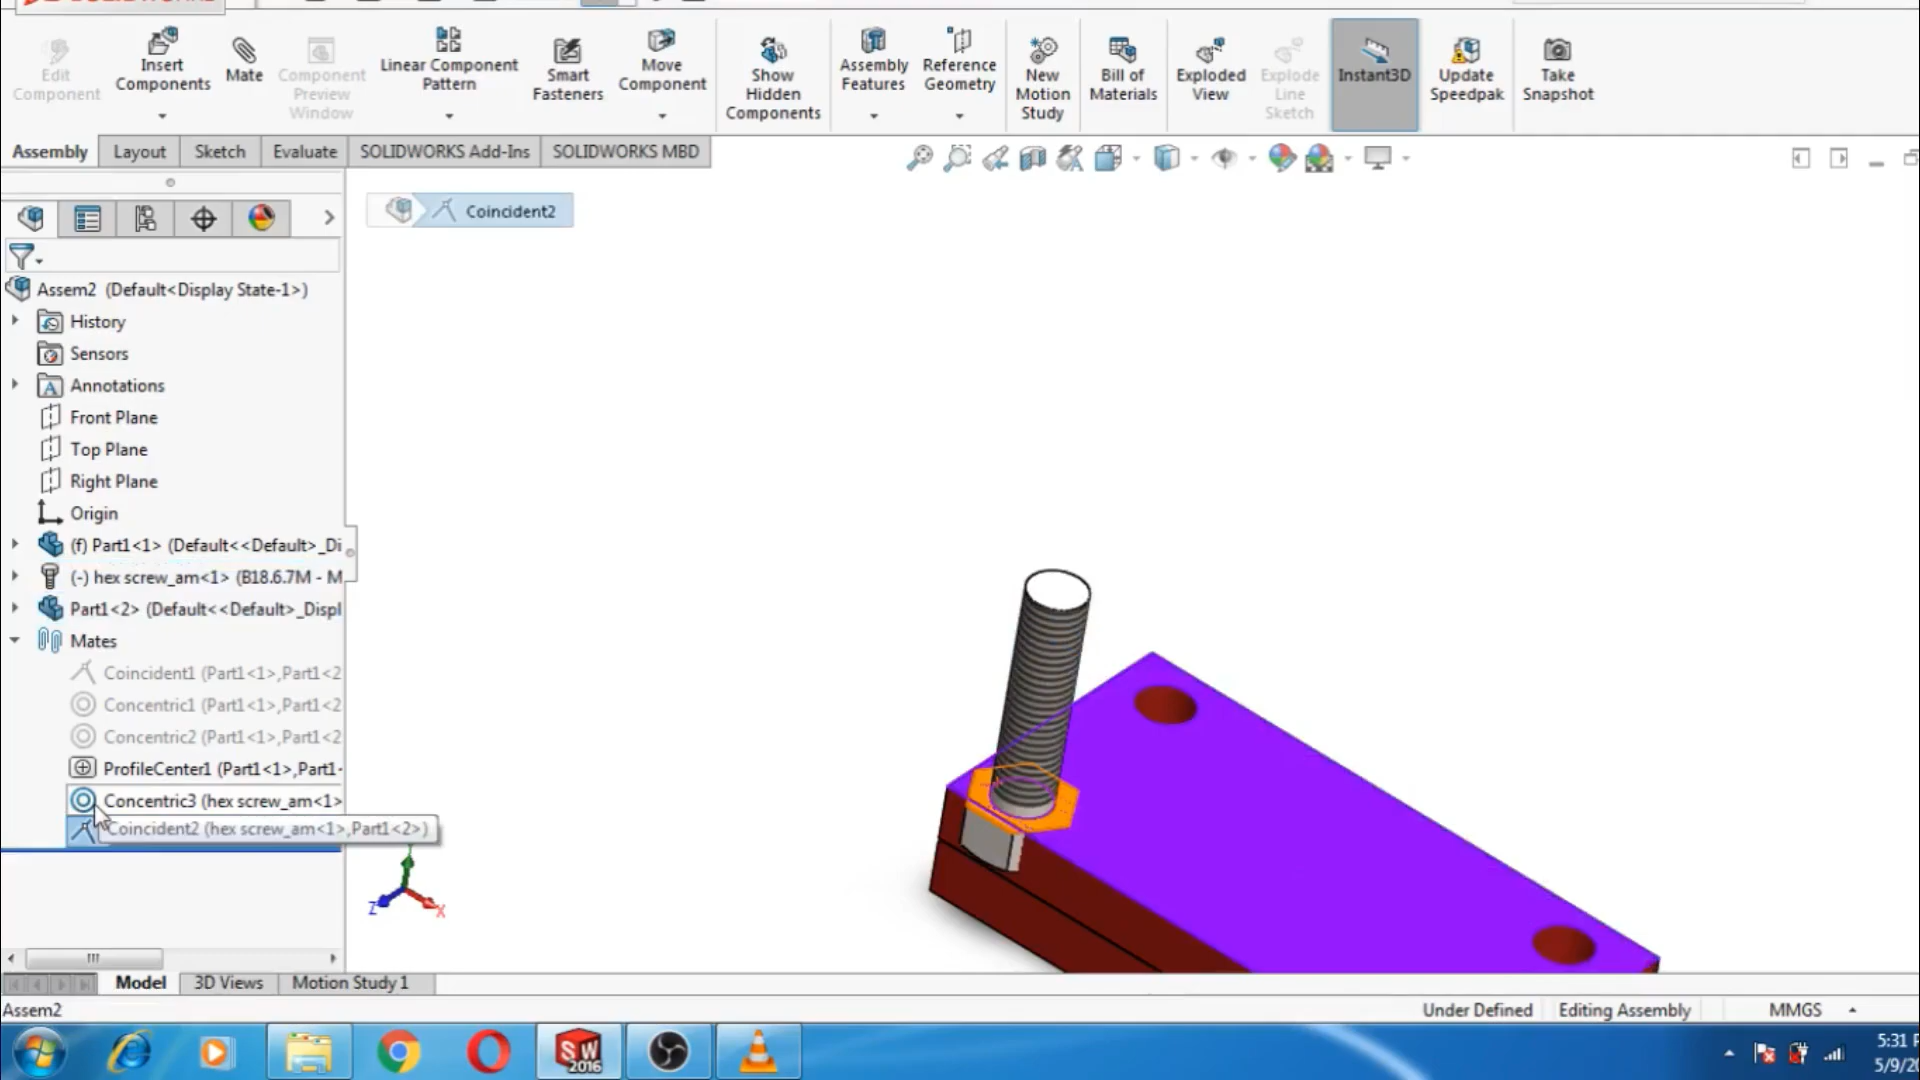 SOLIDWORKS
Edit Component
Insert Components
Mate
Component Preview Window
Linear Component Pattern
Smart Fasteners
Move Component
Show Hidden Components
Assembly Features
Reference Geometry
New Motion Study
Bill of Materials
Exploded View
Explode Line Sketch
Instant3D
Update Speedpak
Take Snapshot
Assembly
Layout
Sketch
Evaluate
SOLIDWORKS Add-Ins
SOLIDWORKS MBD
Coincident2
Assem2 (Default<Display State-1>)
History
Sensors
Annotations
Front Plane
Top Plane
Right Plane
Origin
(f) Part1<1> (Default<<Default>_Di
(-) hex screw_am<1> (B18.6.7M - M
Part1<2> (Default<<Default>_Displ
Mates
Coincident1 (Part1<1>,Part1<2
Concentric1 (Part1<1>,Part1<2
Concentric2 (Part1<1>,Part1<2
ProfileCenter1 (Part1<1>,Part1-
Concentric3 (hex screw_am<1>
Coincident2 (hex screw_am<1>,Part1<2>)
Z
X
Model
3D Views
Motion Study 1
Assem2
Under Defined
Editing Assembly
MMGS
SW
2016
5:31 P
5/9/20